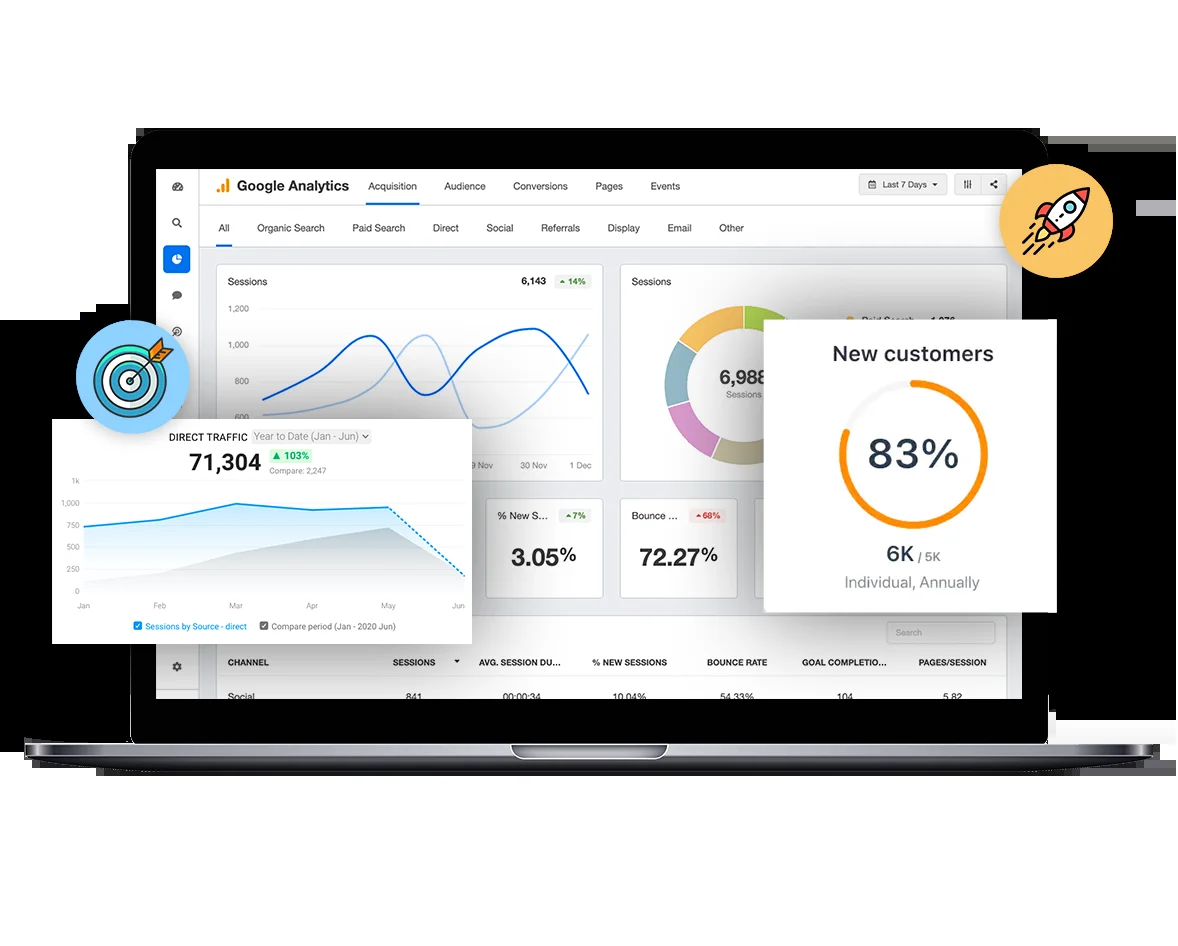 Google Analytics Acquisition Audience Conversions Pages Events Last 7 Days
All Organic Search Paid Search Direct Social Referrals Display Email Other
Sessions 6,143 14%
1,200
1,000
800
600
9 Nov 30 Nov 1 Dec
Sessions
6,988
Sessions
Paid Search 1,076
New customers
83%
6K / 5K
Individual, Annually
DIRECT TRAFFIC Year to Date (Jan - Jun)
71,304 103%
Compare: 2,247
1k
1,000
750
500
250
0
Jan Feb Mar Apr May Jun
Sessions by Source - direct Compare period (Jan - 2020 Jun)
% New S... 7%
3.05%
Bounce ... 68%
72.27%
Search
CHANNEL SESSIONS AVG. SESSION DU... % NEW SESSIONS BOUNCE RATE GOAL COMPLETIO... PAGES/SESSION
Social 841 00:00:34 10.04% 54.33% 104 5.82